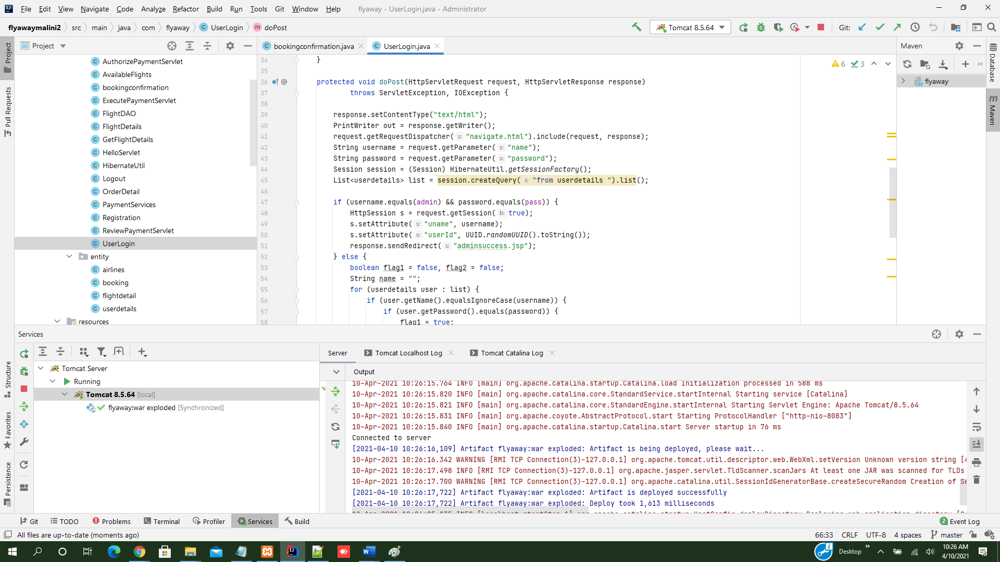 File Edit View Navigate Code Analyze Refactor Build Run Tools Git Window Help flyaway - UserLogin.java - Administrator
flyawaymalini2 src main java com flyaway UserLogin doPost
Tomcat 8.5.64
Git:
Project
Pull Requests
Structure
Favorites
Persistence
Project
AuthorizePaymentServlet
AvailableFlights
bookingconfirmation
ExecutePaymentServlet
FlightDAO
FlightDetails
GetFlightDetails
HelloServlet
HibernateUtil
Logout
OrderDetail
PaymentServices
Registration
ReviewPaymentServlet
UserLogin
entity
airlines
booking
flightdetail
userdetails
resources
bookingconfirmation.java UserLogin.java
6 3
34 }
35
36 @ protected void doPost(HttpServletRequest request, HttpServletResponse response)
37 throws ServletException, IOException {
38
39 response.setContentType("text/html");
40 PrintWriter out = response.getWriter();
41 request.getRequestDispatcher( s: "navigate.html").include(request, response);
42 String username = request.getParameter( s: "name");
43 String password = request.getParameter( s: "password");
44 Session session = (Session) HibernateUtil.getSessionFactory();
45 List<userdetails> list = session.createQuery( s: "from userdetails ").list();
46
47 if (username.equals(admin) && password.equals(pass)) {
48 HttpSession s = request.getSession( b: true);
49 s.setAttribute( s: "uname", username);
50 s.setAttribute( s: "userId", UUID.randomUUID().toString());
51 response.sendRedirect( s: "adminsuccess.jsp");
52 } else {
53 boolean flag1 = false, flag2 = false;
54 String name = "";
55 for (userdetails user : list) {
56 if (user.getName().equalsIgnoreCase(username)) {
57 if (user.getPassword().equals(password)) {
58 flag1 = true;
Maven
flyaway
Database
Maven
Services
Tomcat Server
Running
Tomcat 8.5.64 [local]
flyaway:war exploded [Synchronized]
Server Tomcat Localhost Log Tomcat Catalina Log
Output
10-Apr-2021 10:26:15.764 INFO [main] org.apache.catalina.startup.Catalina.load Initialization processed in 588 ms
10-Apr-2021 10:26:15.820 INFO [main] org.apache.catalina.core.StandardService.startInternal Starting service [Catalina]
10-Apr-2021 10:26:15.821 INFO [main] org.apache.catalina.core.StandardEngine.startInternal Starting Servlet Engine: Apache Tomcat/8.5.64
10-Apr-2021 10:26:15.831 INFO [main] org.apache.coyote.AbstractProtocol.start Starting ProtocolHandler ["http-nio-8083"]
10-Apr-2021 10:26:15.840 INFO [main] org.apache.catalina.startup.Catalina.start Server startup in 76 ms
Connected to server
[2021-04-10 10:26:16,109] Artifact flyaway:war exploded: Artifact is being deployed, please wait...
10-Apr-2021 10:26:16.342 WARNING [RMI TCP Connection(3)-127.0.0.1] org.apache.tomcat.util.descriptor.web.WebXml.setVersion Unknown version string [4
10-Apr-2021 10:26:17.498 INFO [RMI TCP Connection(3)-127.0.0.1] org.apache.jasper.servlet.TldScanner.scanJars At least one JAR was scanned for TLDs
10-Apr-2021 10:26:17.700 WARNING [RMI TCP Connection(3)-127.0.0.1] org.apache.catalina.util.SessionIdGeneratorBase.createSecureRandom Creation of Se
[2021-04-10 10:26:17,722] Artifact flyaway:war exploded: Artifact is deployed successfully
[2021-04-10 10:26:17,722] Artifact flyaway:war exploded: Deploy took 1,613 milliseconds
Git TODO Problems Terminal Profiler Services Build 2 Event Log
All files are up-to-date (moments ago) 66:33 CRLF UTF-8 4 spaces master
Desktop 10:26 AM
4/10/2021